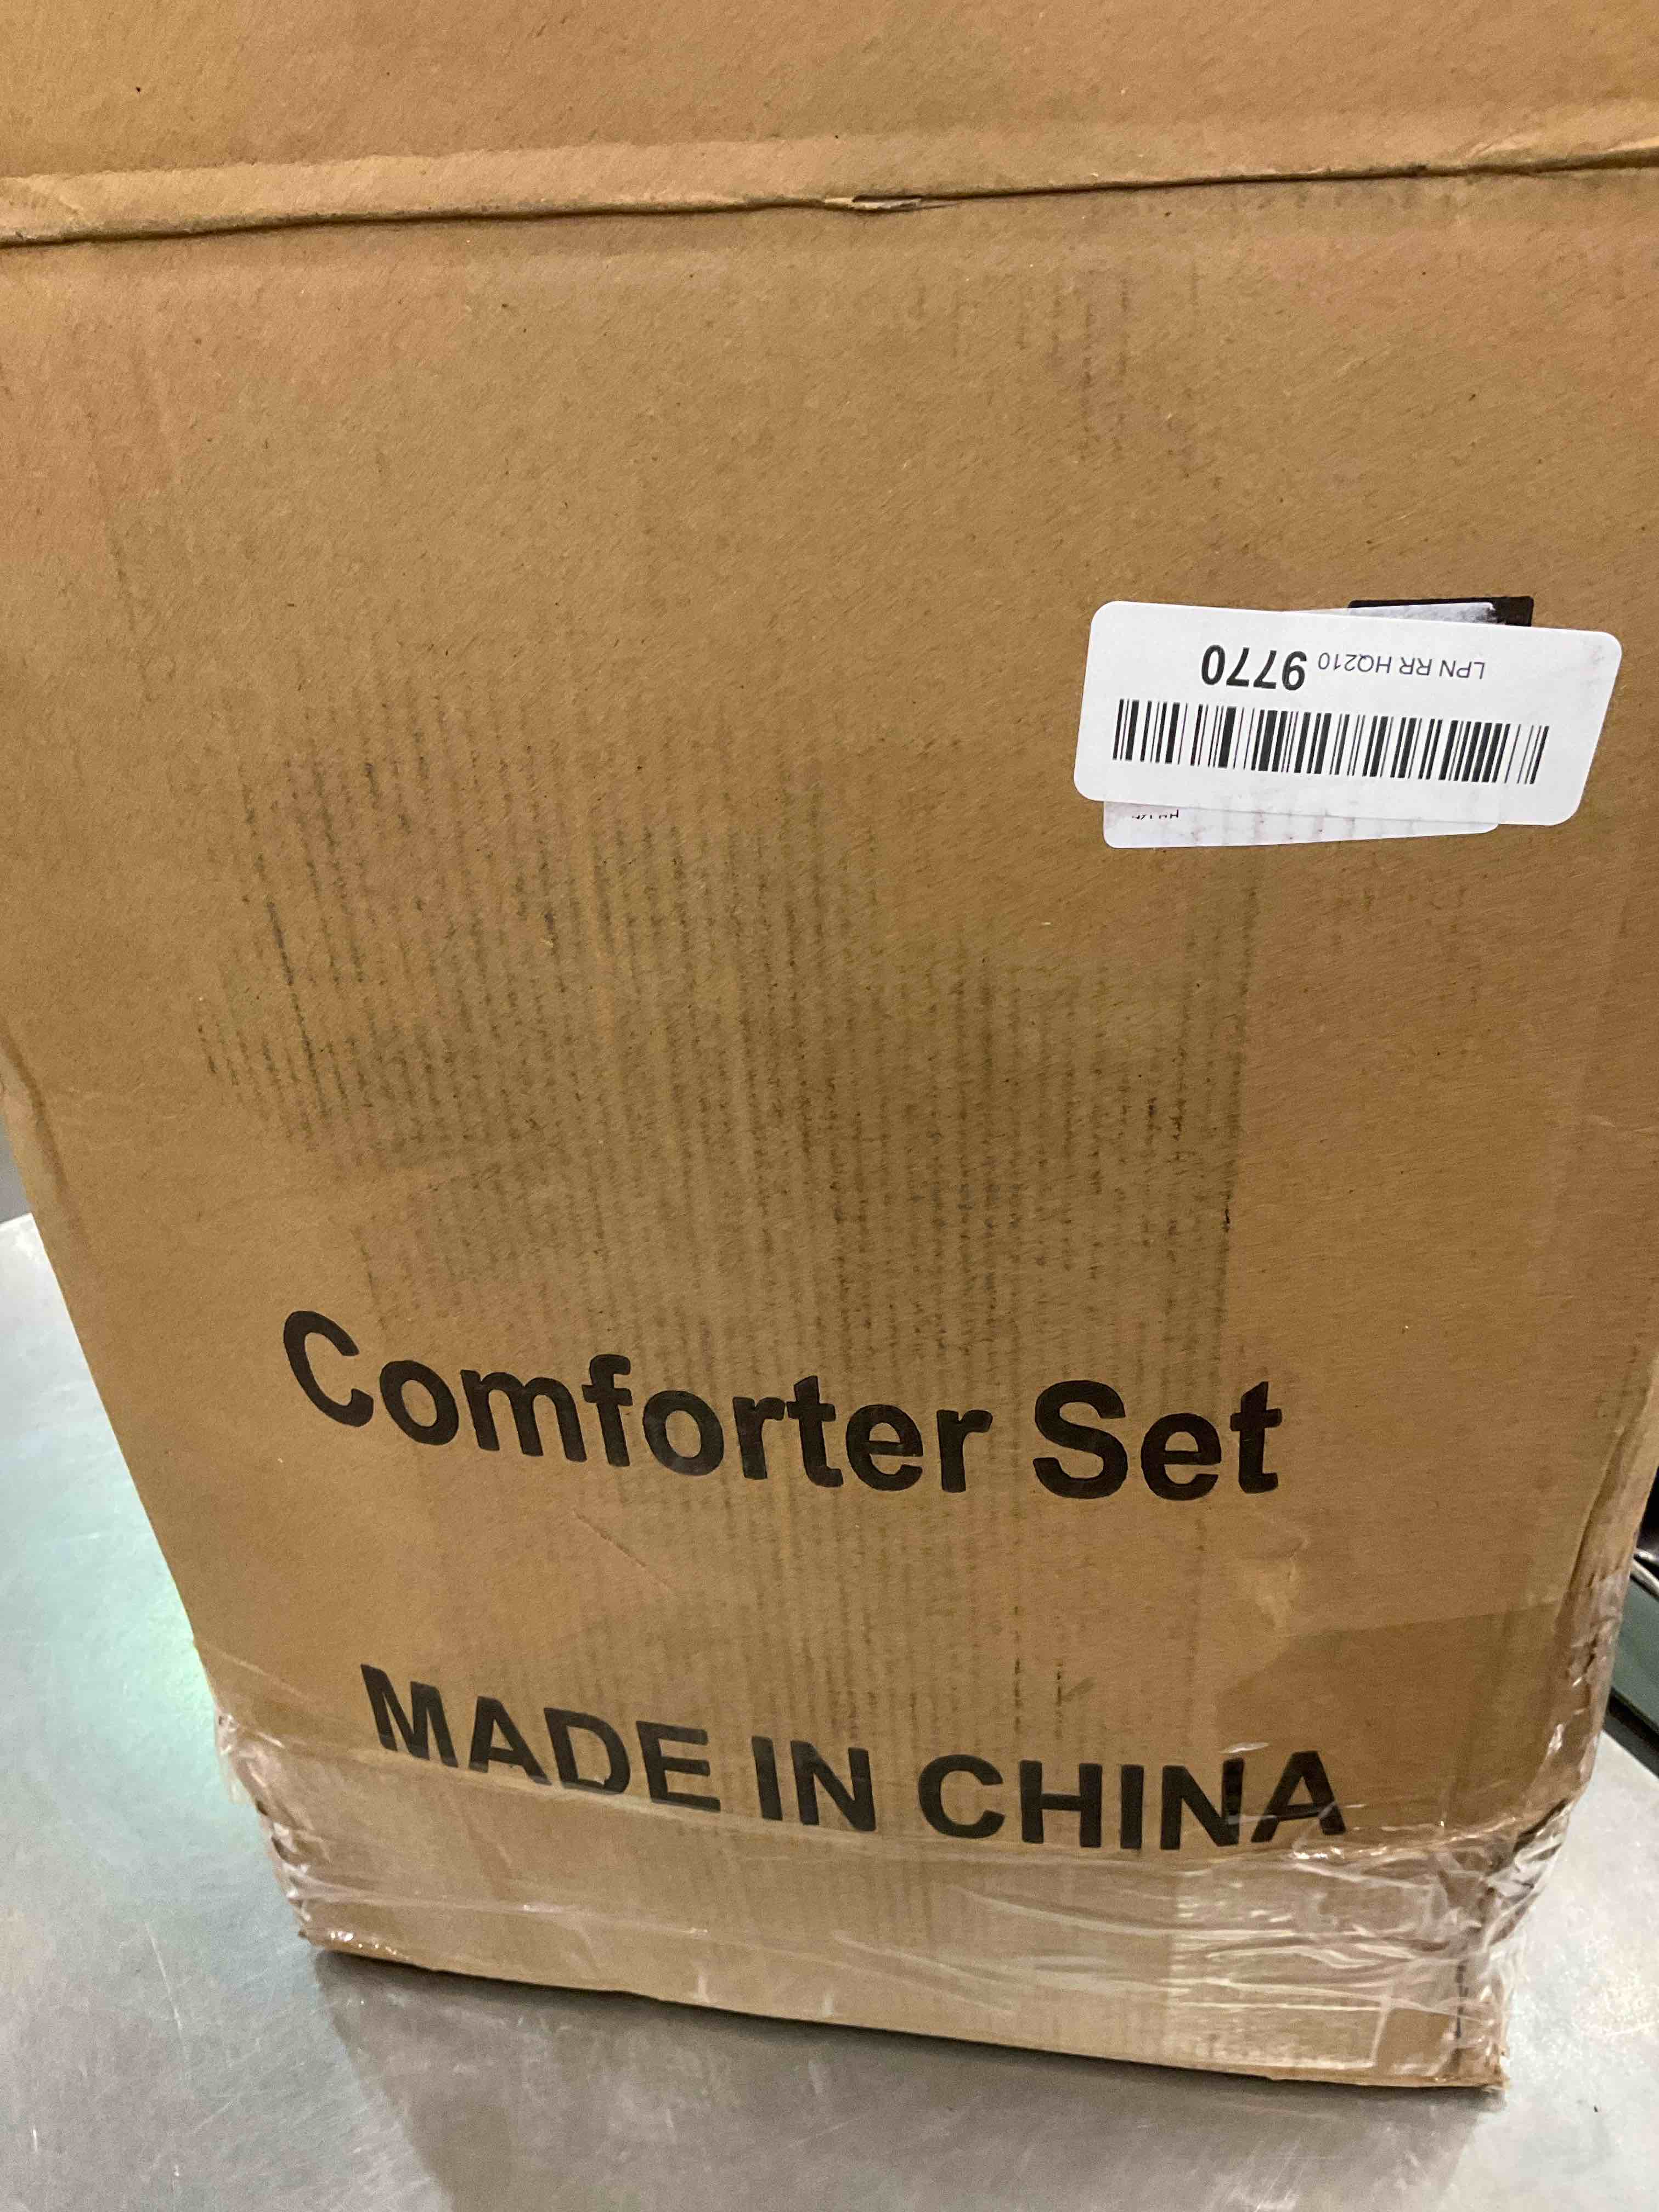 LPN RR HQ210 9770
Comforter Set
MADE IN CHINA